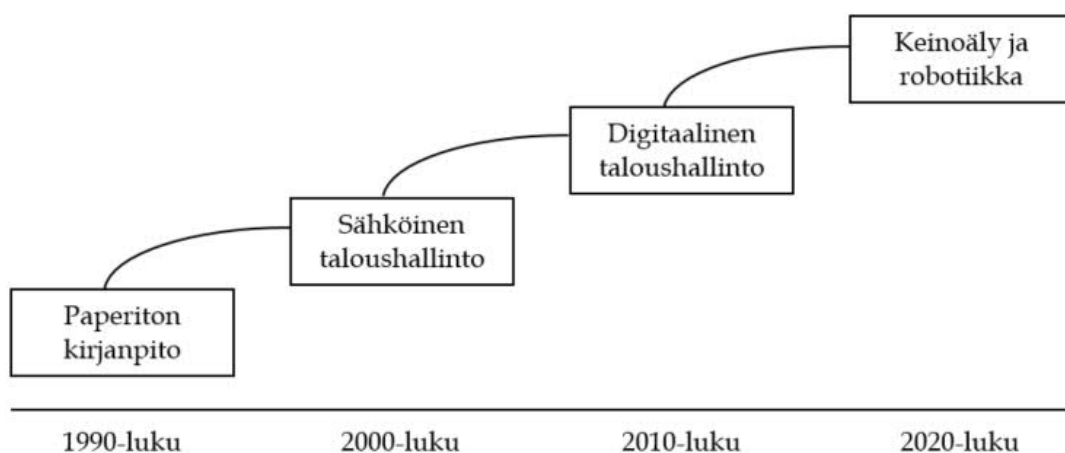 Keinoäly ja
robotiikka
Digitaalinen
taloushallinto
Sähköinen
taloushallinto
Paperiton
kirjanpito
1990-luku
2000-luku
2010-luku
2020-luku